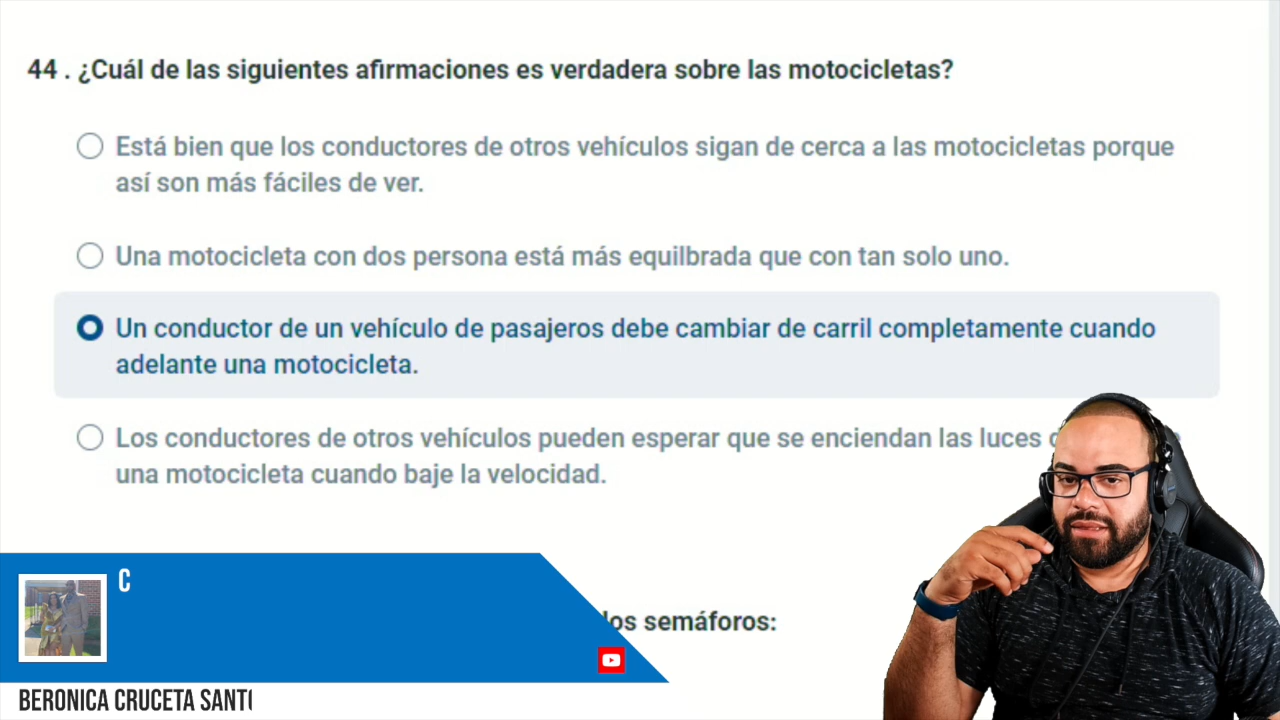 44 . ¿Cuál de las siguientes afirmaciones es verdadera sobre las motocicletas?
Está bien que los conductores de otros vehículos sigan de cerca a las motocicletas porque
así son más fáciles de ver.
Una motocicleta con dos persona está más equilbrada que con tan solo uno.
Un conductor de un vehículo de pasajeros debe cambiar de carril completamente cuando
adelante una motocicleta.
Los conductores de otros vehículos pueden esperar que se enciendan las luces
una motocicleta cuando baje la velocidad.
C
los semáforos:
BERONICA CRUCETA